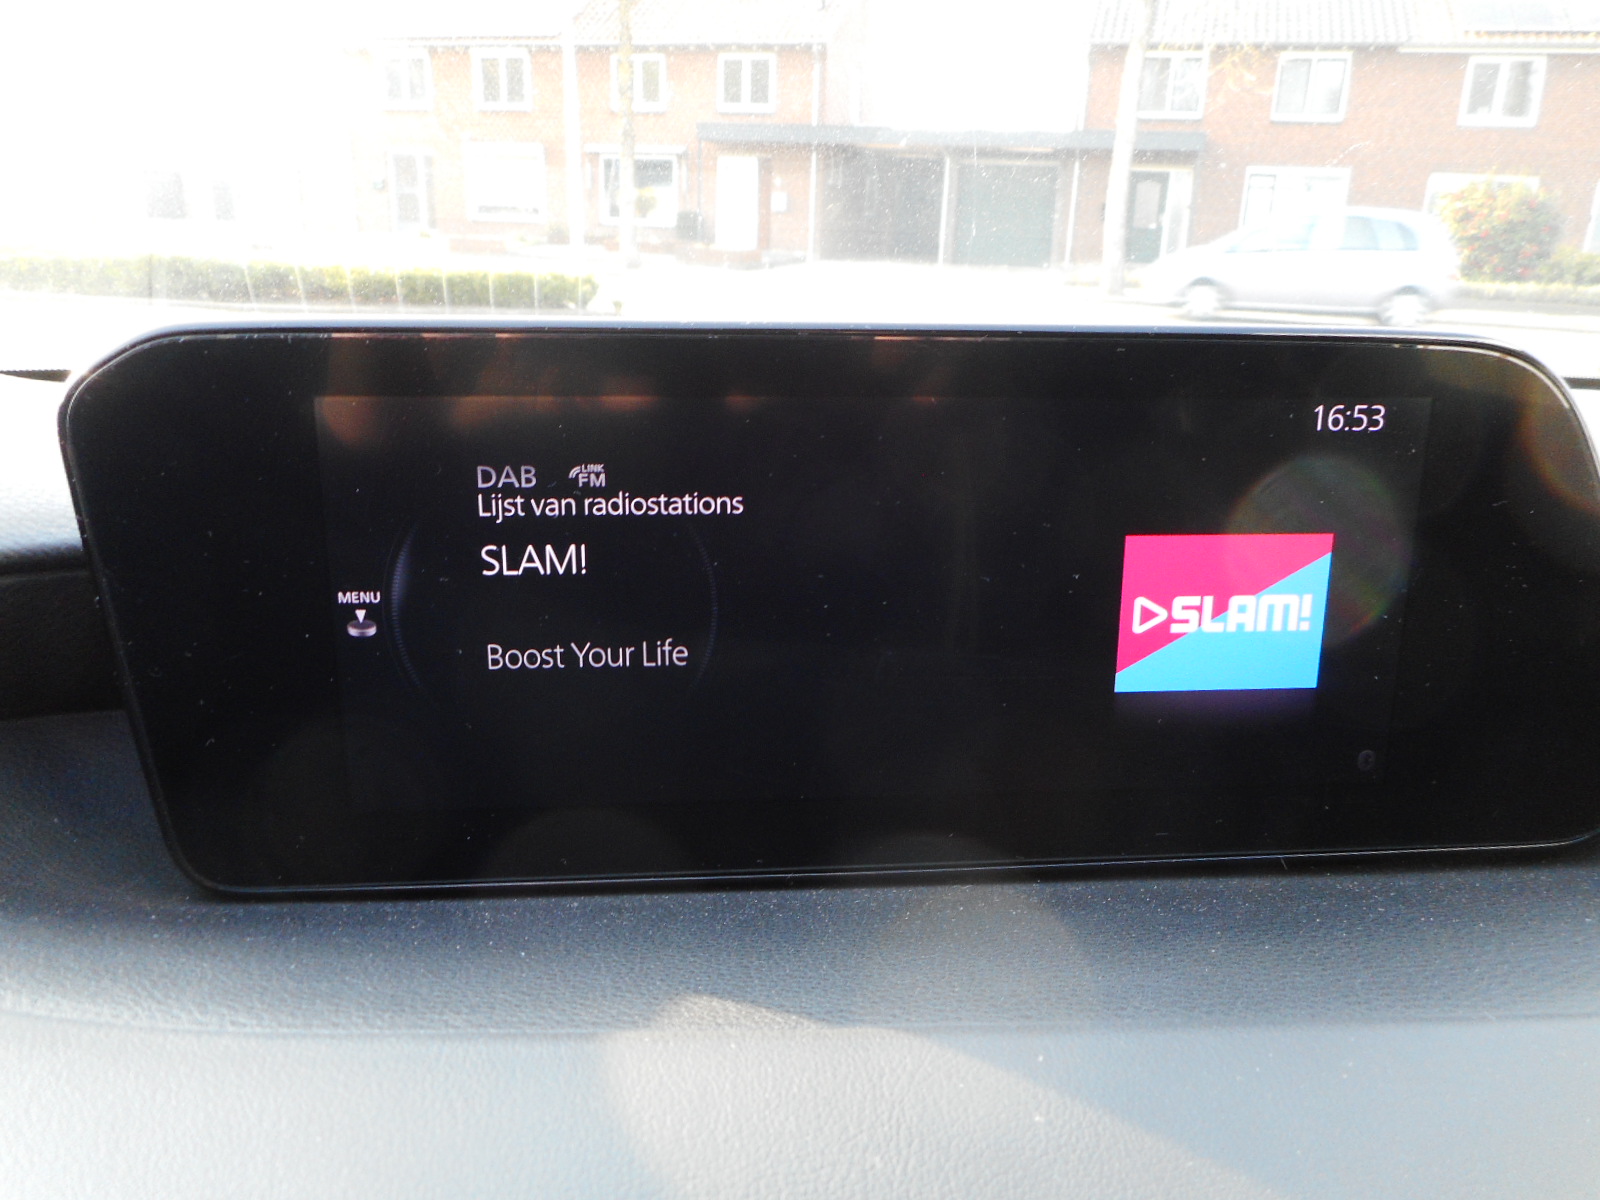 16:53
DAB LINK FM
Lijst van radiostations
SLAM!
MENU
SLAM!
Boost Your Life